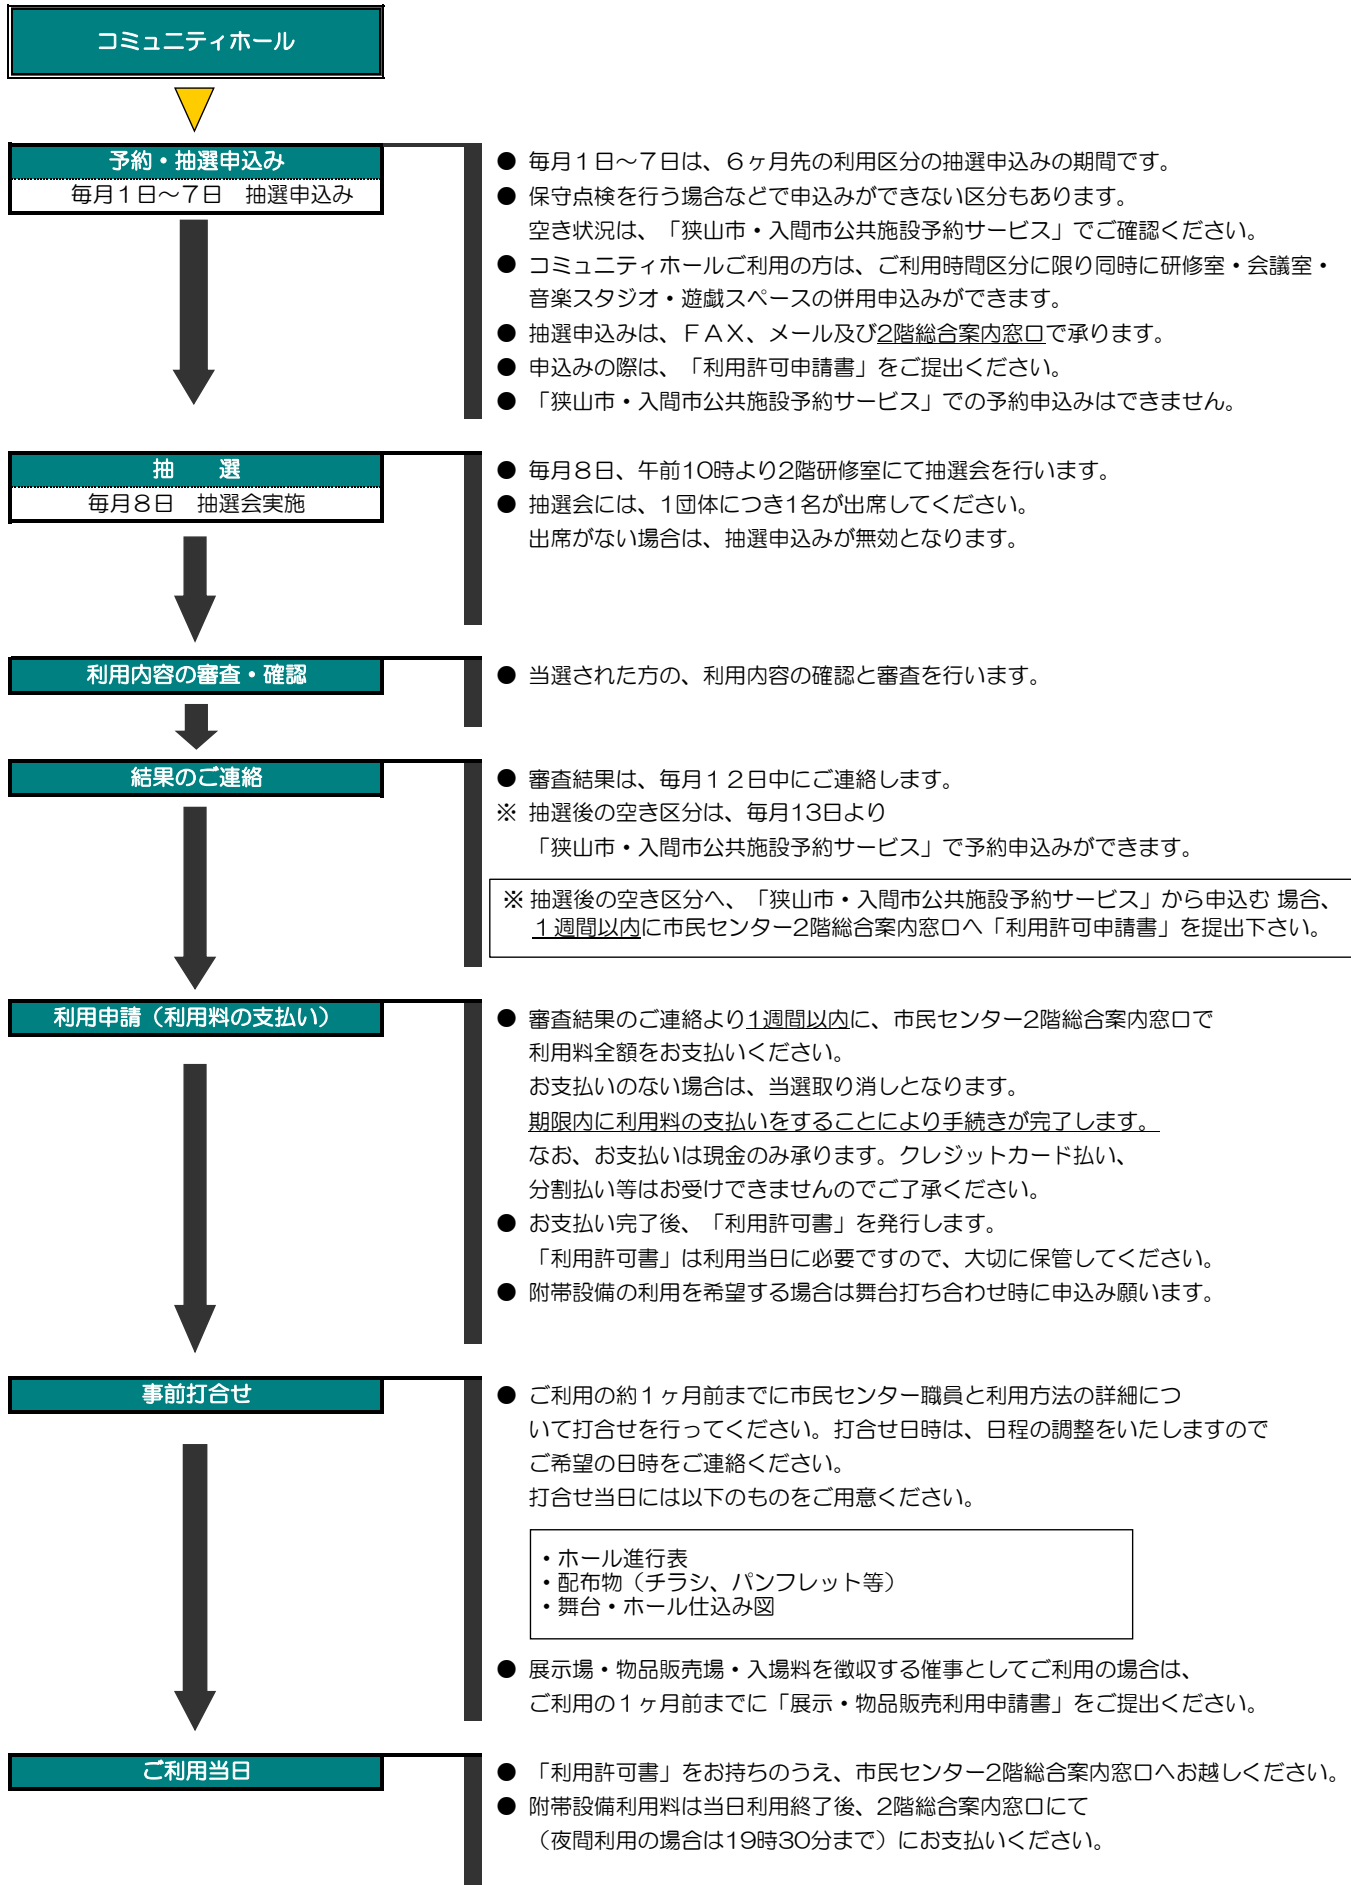 コミュニティホール
予約・抽選申込み
毎月１日～７日　抽選申込み
● 毎月１日～７日は、６ヶ月先の利用区分の抽選申込みの期間です。
● 保守点検を行う場合などで申込みができない区分もあります。
空き状況は、「狭山市・入間市公共施設予約サービス」でご確認ください。
● コミュニティホールご利用の方は、ご利用時間区分に限り同時に研修室・会議室・
音楽スタジオ・遊戯スペースの併用申込みができます。
● 抽選申込みは、ＦＡＸ、メール及び2階総合案内窓口で承ります。
● 申込みの際は、「利用許可申請書」をご提出ください。
● 「狭山市・入間市公共施設予約サービス」での予約申込みはできません。
抽　　選
毎月８日　抽選会実施
● 毎月８日、午前10時より2階研修室にて抽選会を行います。
● 抽選会には、1団体につき1名が出席してください。
出席がない場合は、抽選申込みが無効となります。
利用内容の審査・確認
● 当選された方の、利用内容の確認と審査を行います。
結果のご連絡
● 審査結果は、毎月１２日中にご連絡します。
※ 抽選後の空き区分は、毎月13日より
「狭山市・入間市公共施設予約サービス」で予約申込みができます。
※ 抽選後の空き区分へ、「狭山市・入間市公共施設予約サービス」から申込む 場合、
１週間以内に市民センター2階総合案内窓口へ「利用許可申請書」を提出下さい。
利用申請（利用料の支払い）
● 審査結果のご連絡より1週間以内に、市民センター2階総合案内窓口で
利用料全額をお支払いください。
お支払いのない場合は、当選取り消しとなります。
期限内に利用料の支払いをすることにより手続きが完了します。
なお、お支払いは現金のみ承ります。クレジットカード払い、
分割払い等はお受けできませんのでご了承ください。
● お支払い完了後、「利用許可書」を発行します。
「利用許可書」は利用当日に必要ですので、大切に保管してください。
● 附帯設備の利用を希望する場合は舞台打ち合わせ時に申込み願います。
事前打合せ
● ご利用の約１ヶ月前までに市民センター職員と利用方法の詳細につ
いて打合せを行ってください。打合せ日時は、日程の調整をいたしますので
ご希望の日時をご連絡ください。
打合せ当日には以下のものをご用意ください。
・ホール進行表
・配布物（チラシ、パンフレット等）
・舞台・ホール仕込み図
● 展示場・物品販売場・入場料を徴収する催事としてご利用の場合は、
ご利用の１ヶ月前までに「展示・物品販売利用申請書」をご提出ください。
ご利用当日
● 「利用許可書」をお持ちのうえ、市民センター2階総合案内窓口へお越しください。
● 附帯設備利用料は当日利用終了後、2階総合案内窓口にて
（夜間利用の場合は19時30分まで）にお支払いください。